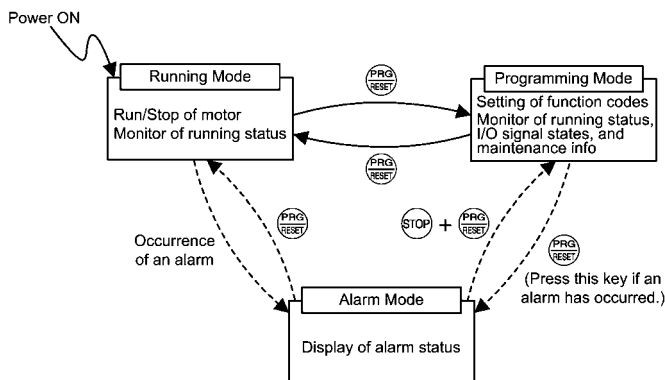 Power ON
Running Mode
Run/Stop of motor
Monitor of running status
PRG
RESET
PRG
RESET
Programming Mode
Setting of function codes
Monitor of running status,
I/O signal states, and
maintenance info
Occurrence
of an alarm
PRG
RESET
STOP + PRG
RESET
PRG
RESET
(Press this key if an
alarm has occurred.)
Alarm Mode
Display of alarm status